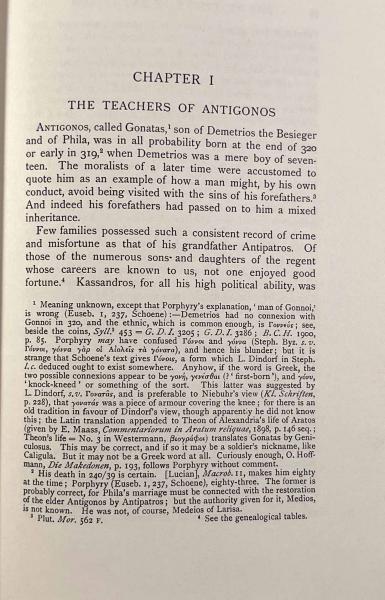 CHAPTER I
THE TEACHERS OF ANTIGONOS
ANTIGONOS, called Gonatas,¹ son of Demetrios the Besieger
and of Phila, was in all probability born at the end of 320
or early in 319,² when Demetrios was a mere boy of seven-
teen. The moralists of a later time were accustomed to
quote him as an example of how a man might, by his own
conduct, avoid being visited with the sins of his forefathers.³
And indeed his forefathers had passed on to him a mixed
inheritance.
Few families possessed such a consistent record of crime
and misfortune as that of his grandfather Antipatros. Of
those of the numerous sons and daughters of the regent
whose careers are known to us, not one enjoyed good
fortune.⁴ Kassandros, for all his high political ability, was
¹ Meaning unknown, except that Porphyry's explanation, 'man of Gonnoi,'
is wrong (Euseb. 1, 237, Schoene) :—Demetrios had no connexion with
Gonnoi in 320, and the ethnic, which is common enough, is Γοννεύς; see,
beside the coins, Syll.² 453 = G. D. I. 3205; G. D. I. 3286; B. C. H. 1900,
p. 85. Porphyry may have confused Γόννοι and γόννα (Steph. Byz. s. v.
Γόννοι, γόννα γὰρ οἱ Αἰολεῖς τὰ γόνατα), and hence his blunder; but it is
strange that Schoene's text gives Γόνοις, a form which L. Dindorf in Steph.
l. c. deduced ought to exist somewhere. Anyhow, if the word is Greek, the
two possible connexions appear to be γονή, γενέσθαι (?'first-born'), and γόνυ,
'knock-kneed' or something of the sort. This latter was suggested by
L. Dindorf, s. v. Γονατᾶς, and is preferable to Niebuhr's view (Kl. Schriften,
p. 228), that γονατᾶς was a piece of armour covering the knee; for there is an
old tradition in favour of Dindorf's view, though apparently he did not know
this; the Latin translation appended to Theon of Alexandria's life of Aratos
(given by E. Maass, Commentariorum in Aratum reliquae, 1898, p. 146 seq.;
Theon's life = No. 3 in Westermann, βιογράφοι) translates Gonatas by Geni-
culosus. This may be correct, and if so it may be a soldier's nickname, like
Caligula. But it may not be a Greek word at all. Curiously enough, O. Hoff-
mann, Die Makedonen, p. 193, follows Porphyry without comment.
² His death in 240/39 is certain. [Lucian], Macrob. 11, makes him eighty
at the time; Porphyry (Euseb. 1, 237, Schoene), eighty-three. The former is
probably correct, for Phila's marriage must be connected with the restoration
of the elder Antigonos by Antipatros; but the authority given for it, Medios,
is not known. He was not, of course, Medeios of Larisa.
³ Plut. Mor. 562 F. ⁴ See the genealogical tables.